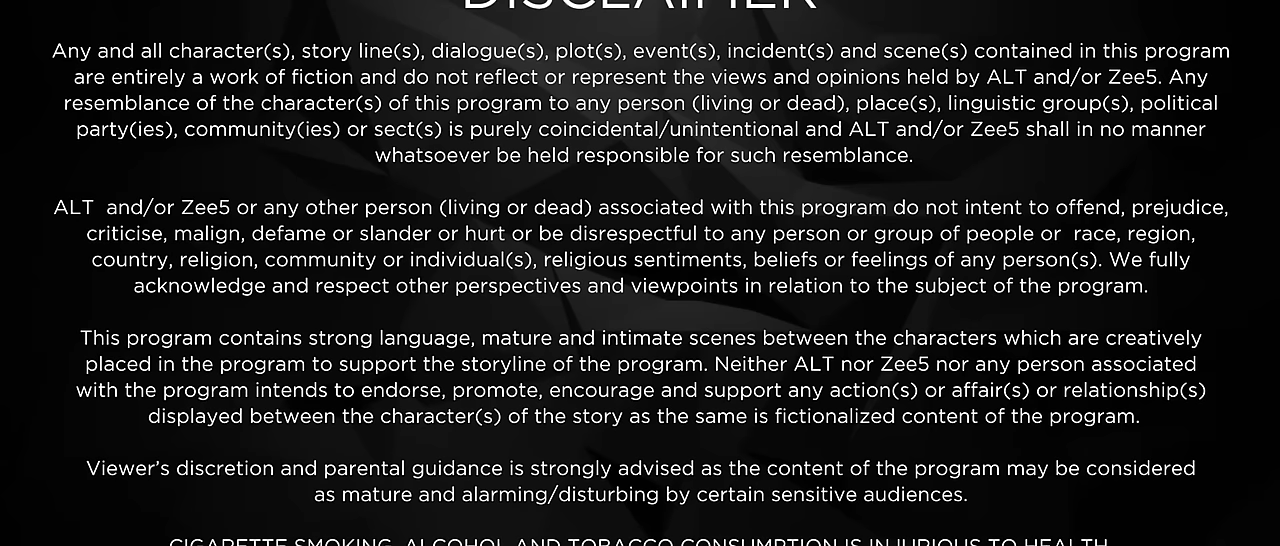 DISCLAIMER
Any and all character(s), story line(s), dialogue(s), plot(s), event(s), incident(s) and scene(s) contained in this program
are entirely a work of fiction and do not reflect or represent the views and opinions held by ALT and/or Zee5. Any
resemblance of the character(s) of this program to any person (living or dead), place(s), linguistic group(s), political
party(ies), community(ies) or sect(s) is purely coincidental/unintentional and ALT and/or Zee5 shall in no manner
whatsoever be held responsible for such resemblance.
ALT and/or Zee5 or any other person (living or dead) associated with this program do not intent to offend, prejudice,
criticise, malign, defame or slander or hurt or be disrespectful to any person or group of people or race, region,
country, religion, community or individual(s), religious sentiments, beliefs or feelings of any person(s). We fully
acknowledge and respect other perspectives and viewpoints in relation to the subject of the program.
This program contains strong language, mature and intimate scenes between the characters which are creatively
placed in the program to support the storyline of the program. Neither ALT nor Zee5 nor any person associated
with the program intends to endorse, promote, encourage and support any action(s) or affair(s) or relationship(s)
displayed between the character(s) of the story as the same is fictionalized content of the program.
Viewer's discretion and parental guidance is strongly advised as the content of the program may be considered
as mature and alarming/disturbing by certain sensitive audiences.
CIGARETTE SMOKING, ALCOHOL AND TOBACCO CONSUMPTION IS INJURIOUS TO HEALTH